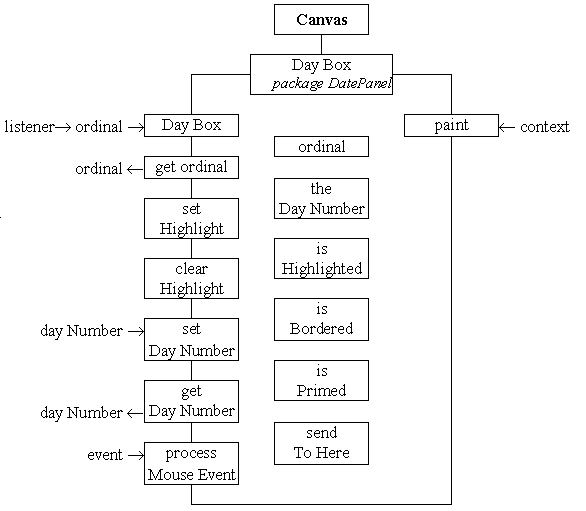 Canvas
Day Box
package DatePanel
listener→ ordinal →
Day Box
paint
← context
ordinal
ordinal ←
get ordinal
the
Day Number
set
Highlight
is
Highlighted
clear
Highlight
is
Bordered
day Number →
set
Day Number
is
Primed
day Number ←
get
Day Number
send
To Here
event →
process
Mouse Event